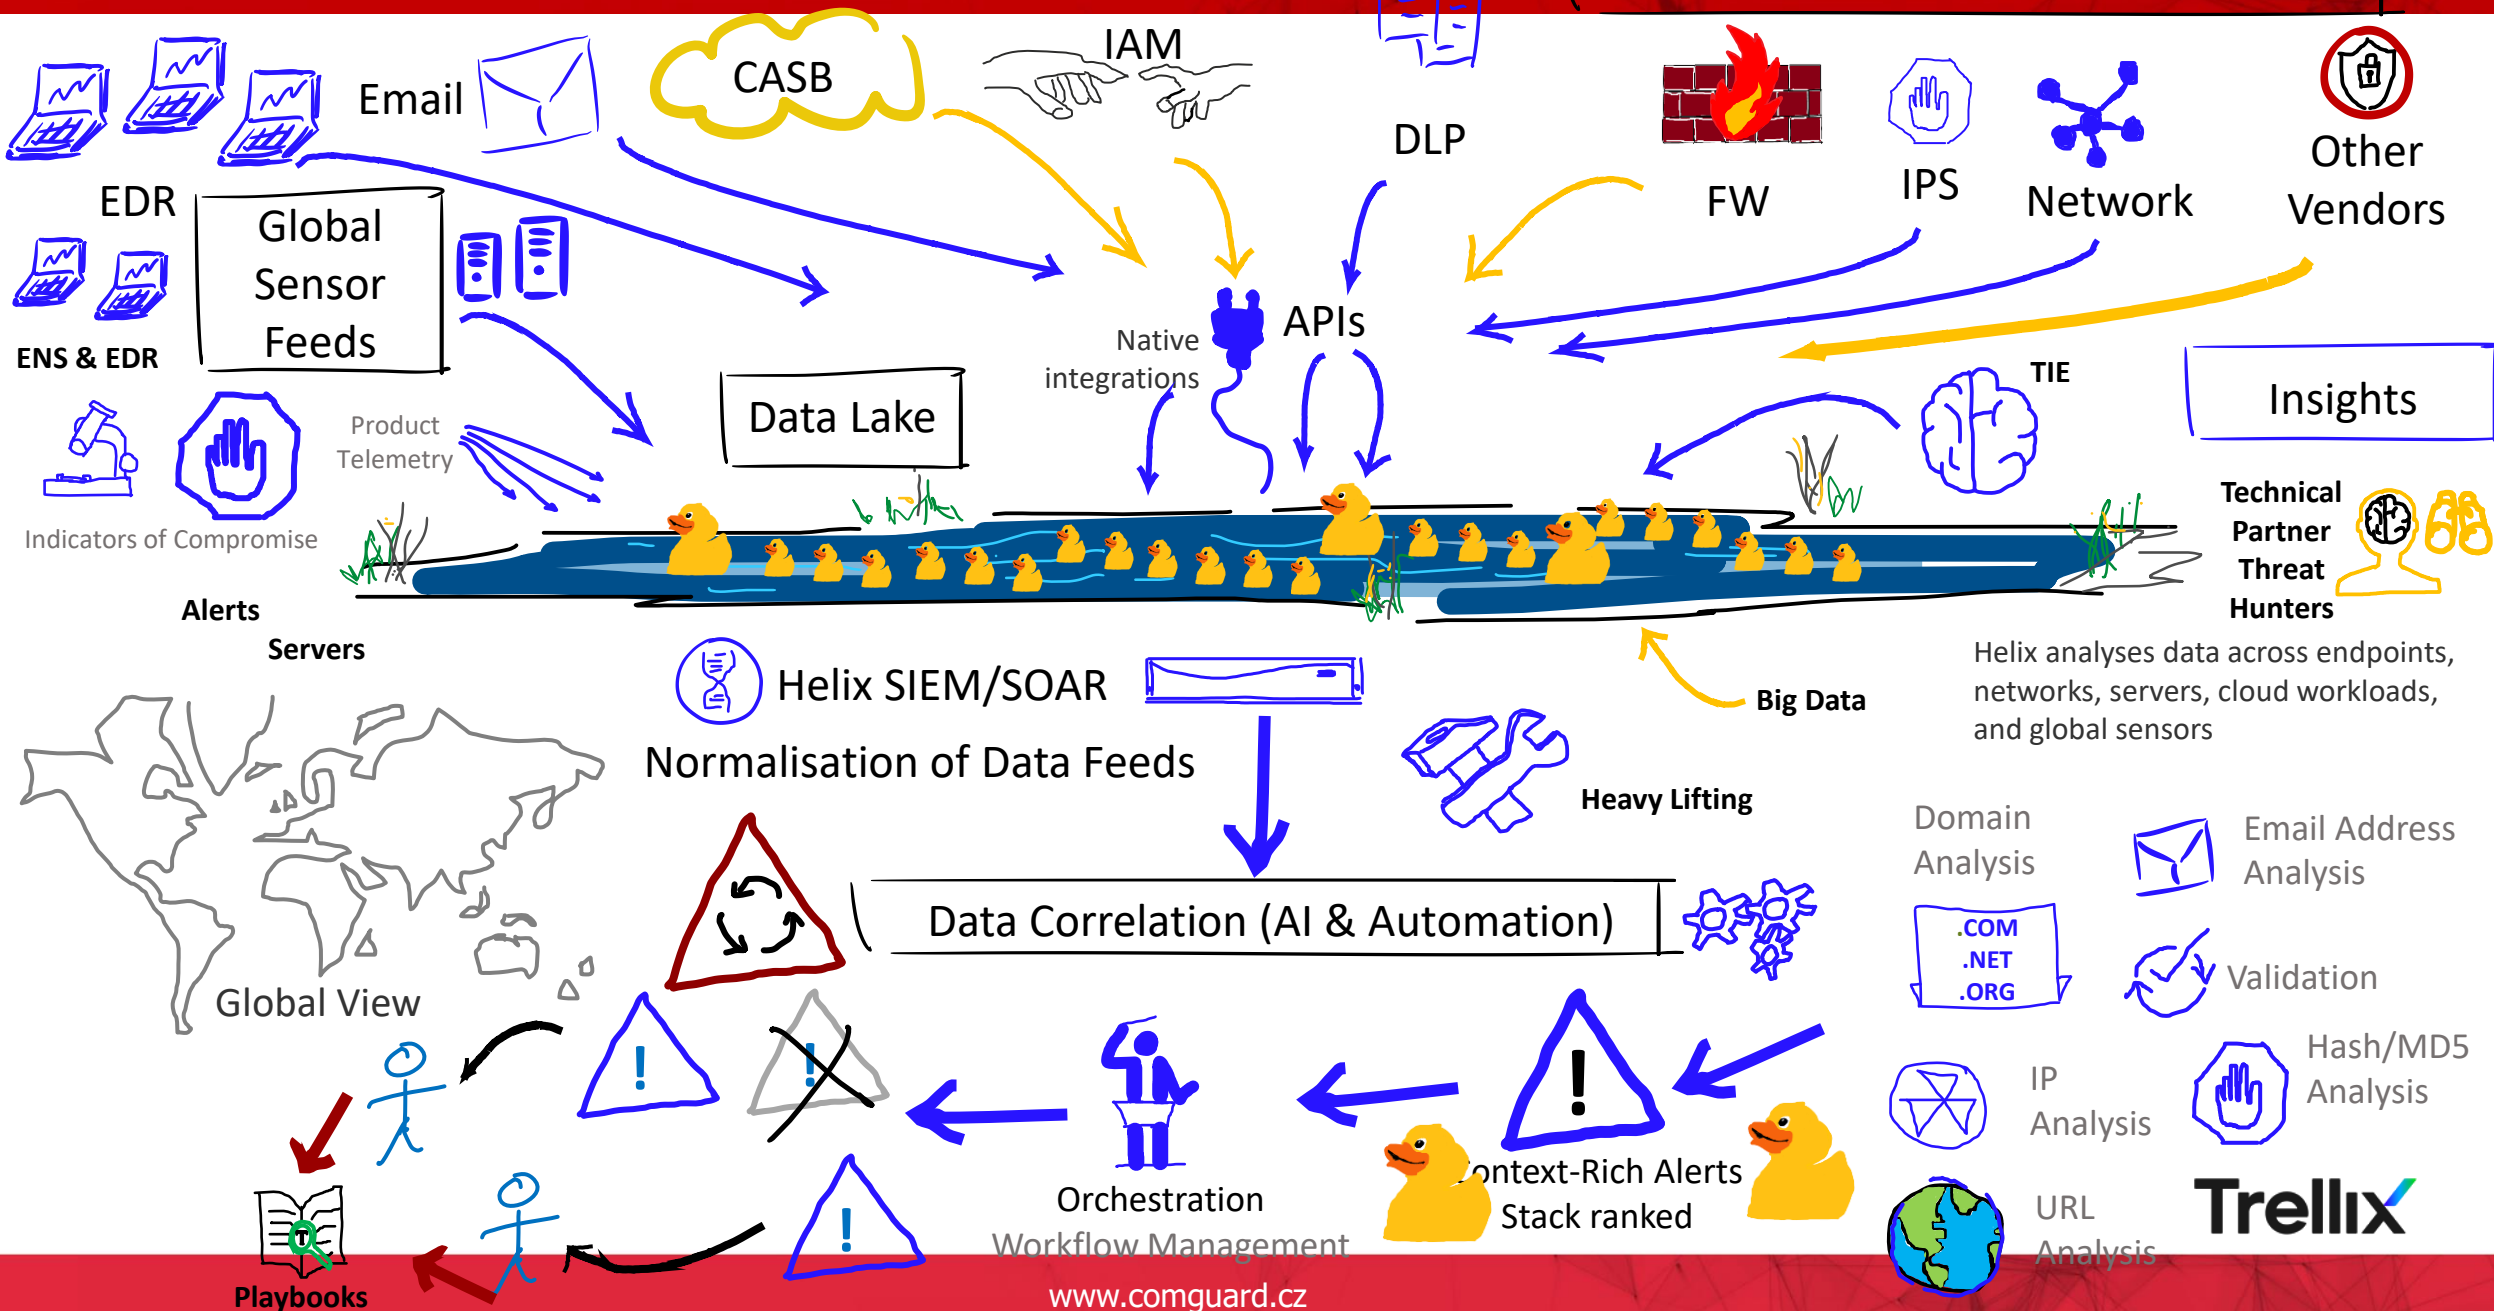 Email
CASB
IAM
DLP
EDR
FW
IPS
Network
Other
Vendors
Global
Sensor
Feeds
ENS & EDR
Native
integrations
APIs
TIE
Insights
Data Lake
Product
Telemetry
Indicators of Compromise
Technical
Partner
Threat
Hunters
Alerts
Servers
Helix SIEM/SOAR
Big Data
Helix analyses data across endpoints,
networks, servers, cloud workloads,
and global sensors
Normalisation of Data Feeds
Heavy Lifting
Domain
Analysis
Email Address
Analysis
Data Correlation (AI & Automation)
.COM
.NET
.ORG
Validation
Global View
!
!
!
Hash/MD5
Analysis
IP
Analysis
ontext-Rich Alerts
Stack ranked
Orchestration
Workflow Management
!
URL
Analysis
Trellix
T
Playbooks
www.comguard.cz